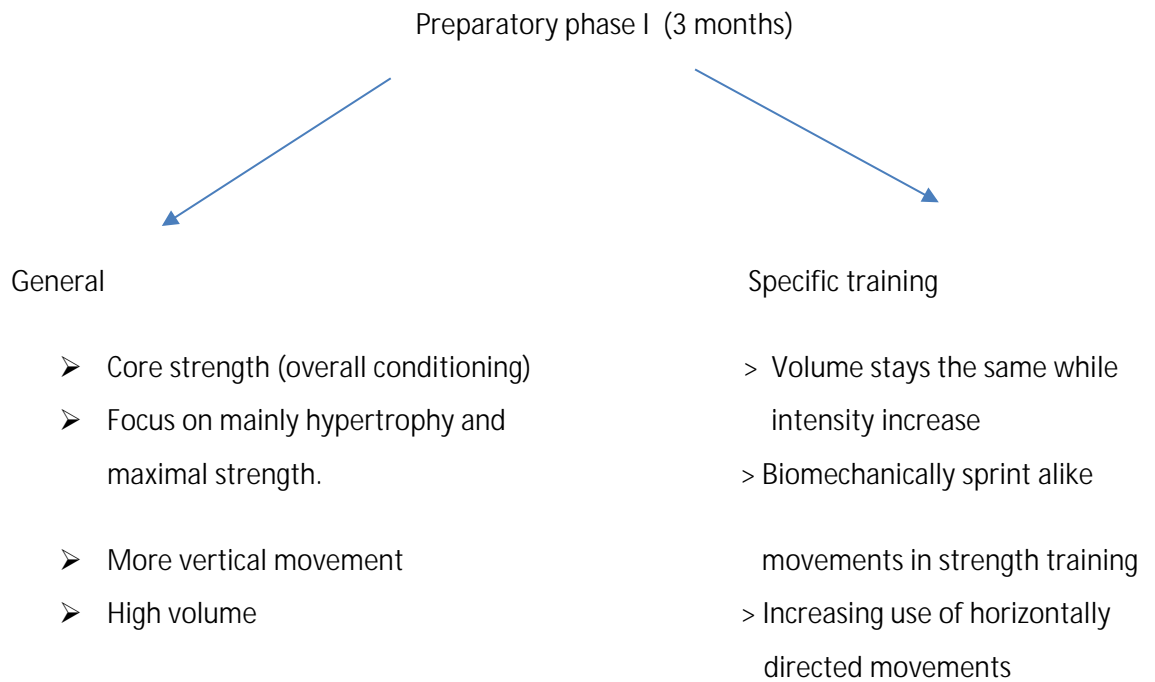 Preparatory phase I (3 months)
General
➢ Core strength (overall conditioning)
➢ Focus on mainly hypertrophy and
maximal strength.
➢ More vertical movement
➢ High volume
Specific training
> Volume stays the same while
intensity increase
> Biomechanically sprint alike
movements in strength training
> Increasing use of horizontally
directed movements